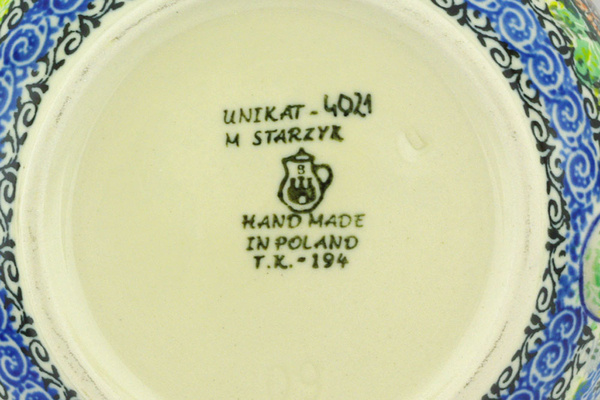 UNIKAT - 4021
M STARZYK
HAND MADE
IN POLAND
T.K. - 194